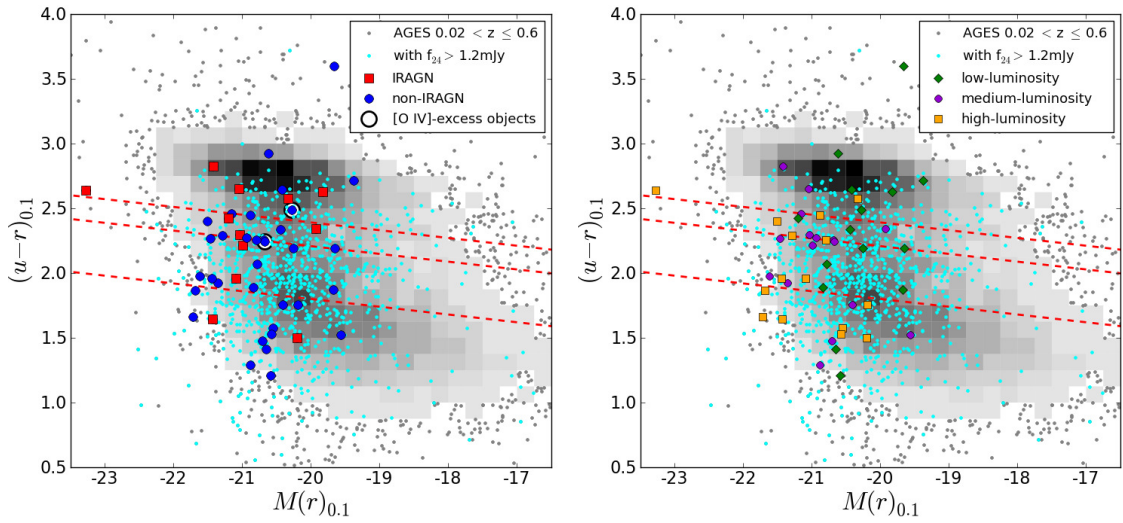 4.0
3.5
3.0
2.5
2.0
1.5
1.0
0.5
(u−r)0.1
-23
-22
-21
-20
-19
-18
-17
M(r)0.1
AGES 0.02 < z ≤ 0.6
with f24 > 1.2mJy
IRAGN
non-IRAGN
[O IV]-excess objects
4.0
3.5
3.0
2.5
2.0
1.5
1.0
0.5
(u−r)0.1
-23
-22
-21
-20
-19
-18
-17
M(r)0.1
AGES 0.02 < z ≤ 0.6
with f24 > 1.2mJy
low-luminosity
medium-luminosity
high-luminosity